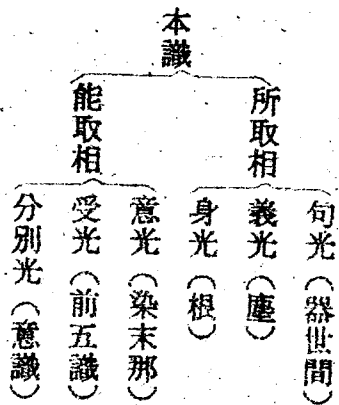 本識
所取相
句光（器世間）
義光（塵）
身光（根）
能取相
意光（染末那）
受光（前五識）
分別光（意識）